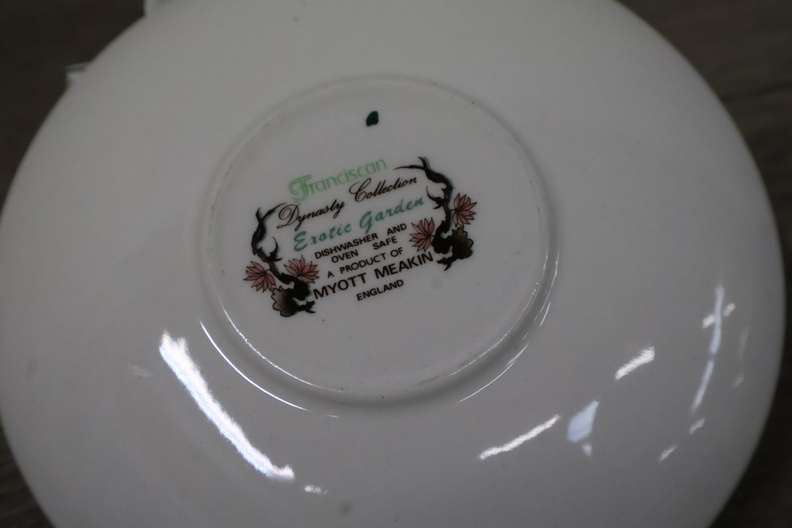 Franciscan
Dynasty Collection
Exotic Garden
DISHWASHER AND
OVEN SAFE
A PRODUCT OF
MYOTT MEAKIN
ENGLAND